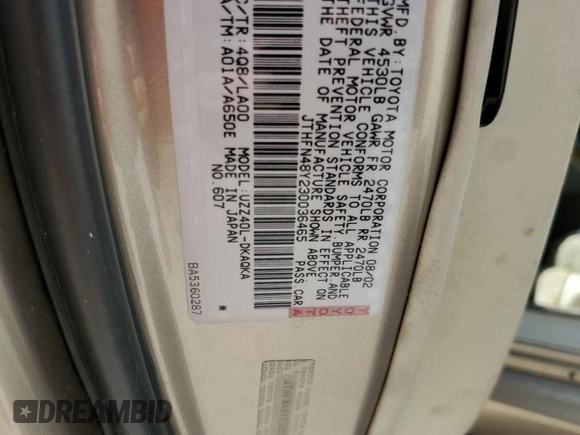 MFD. BY: TOYOTA MOTOR CORPORATION 08/02
GVWR 4530LB GAWR FR 2470LB RR 2470LB
THIS VEHICLE CONFORMS TO ALL APPLICABLE
FEDERAL MOTOR VEHICLE SAFETY, BUMPER, AND
THEFT PREVENTION STANDARDS IN EFFECT ON
THE DATE OF MANUFACTURE SHOWN ABOVE.
JTHFN48Y230036465 PASS. CAR
C/TR: 4Q8/LA00 MODEL: UZZ40L-DKAQKA
A/TM: A01A/A650E MADE IN JAPAN
NO. 607
BA5360287 *
TOYOTA
DREAMBID